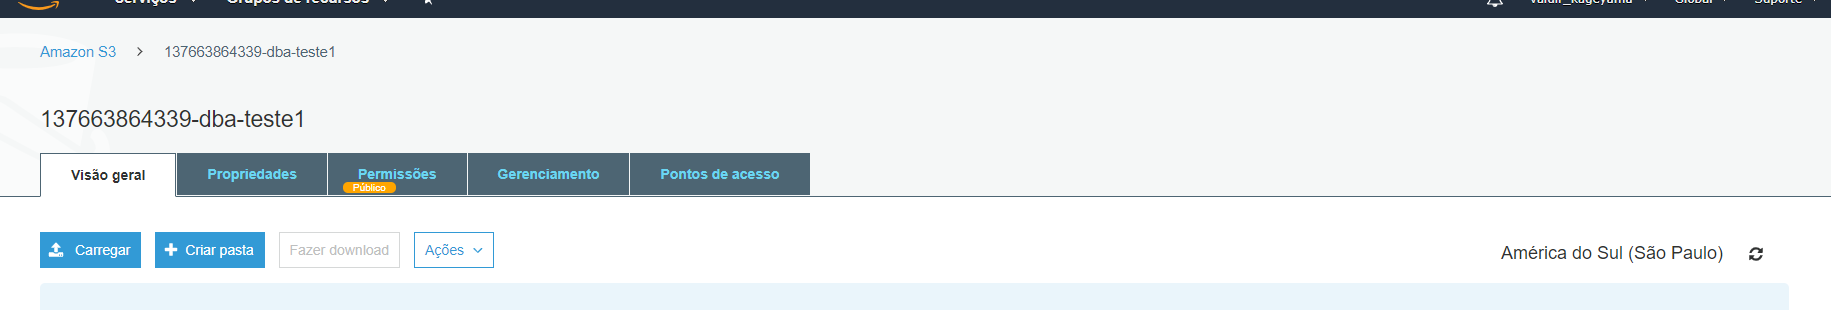 Amazon S3 > 137663864339-dba-teste1
137663864339-dba-teste1
Visão geral Propriedades Permissões Gerenciamento Pontos de acesso
Público
Carregar Criar pasta Fazer download Ações América do Sul (São Paulo)